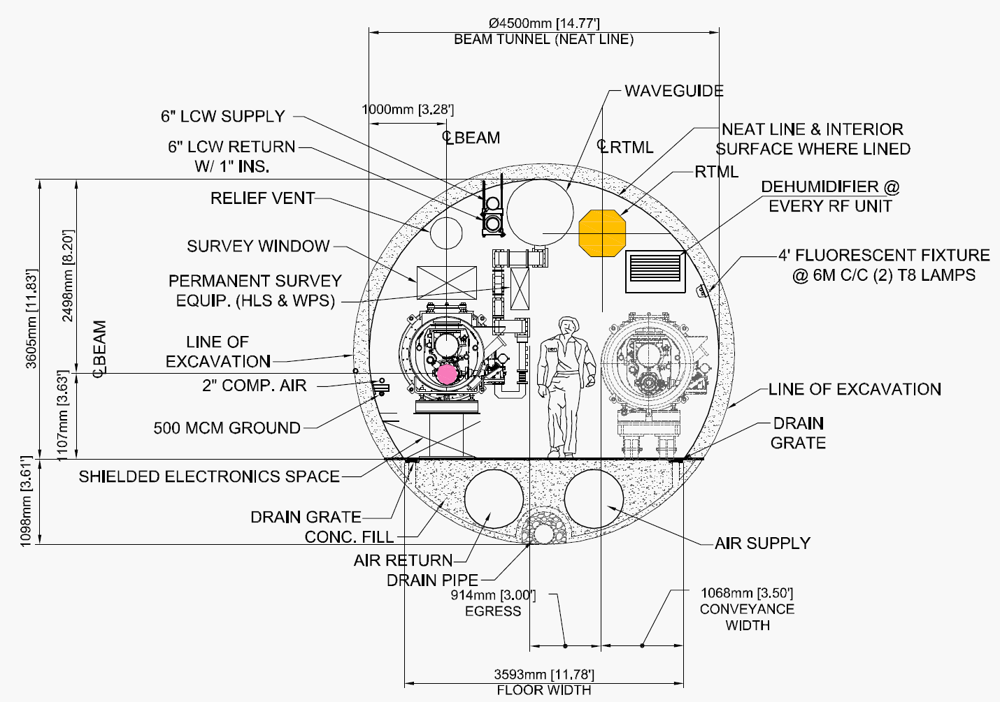 Ø4500mm [14.77']
BEAM TUNNEL (NEAT LINE)
WAVEGUIDE
1000mm [3.28']
6" LCW SUPPLY
℄BEAM
NEAT LINE & INTERIOR
SURFACE WHERE LINED
6" LCW RETURN
W/ 1" INS.
℄RTML
RTML
RELIEF VENT
DEHUMIDIFIER @
EVERY RF UNIT
SURVEY WINDOW
4' FLUORESCENT FIXTURE
@ 6M C/C (2) T8 LAMPS
PERMANENT SURVEY
EQUIP. (HLS & WPS)
3605mm [11.83']
2498mm [8.20']
℄BEAM
LINE OF
EXCAVATION
2" COMP. AIR
LINE OF EXCAVATION
1107mm [3.63']
500 MCM GROUND
DRAIN
GRATE
SHIELDED ELECTRONICS SPACE
1098mm [3.61']
DRAIN GRATE
CONC. FILL
AIR SUPPLY
AIR RETURN
DRAIN PIPE
914mm [3.00']
EGRESS
1068mm [3.50']
CONVEYANCE
WIDTH
3593mm [11.78']
FLOOR WIDTH